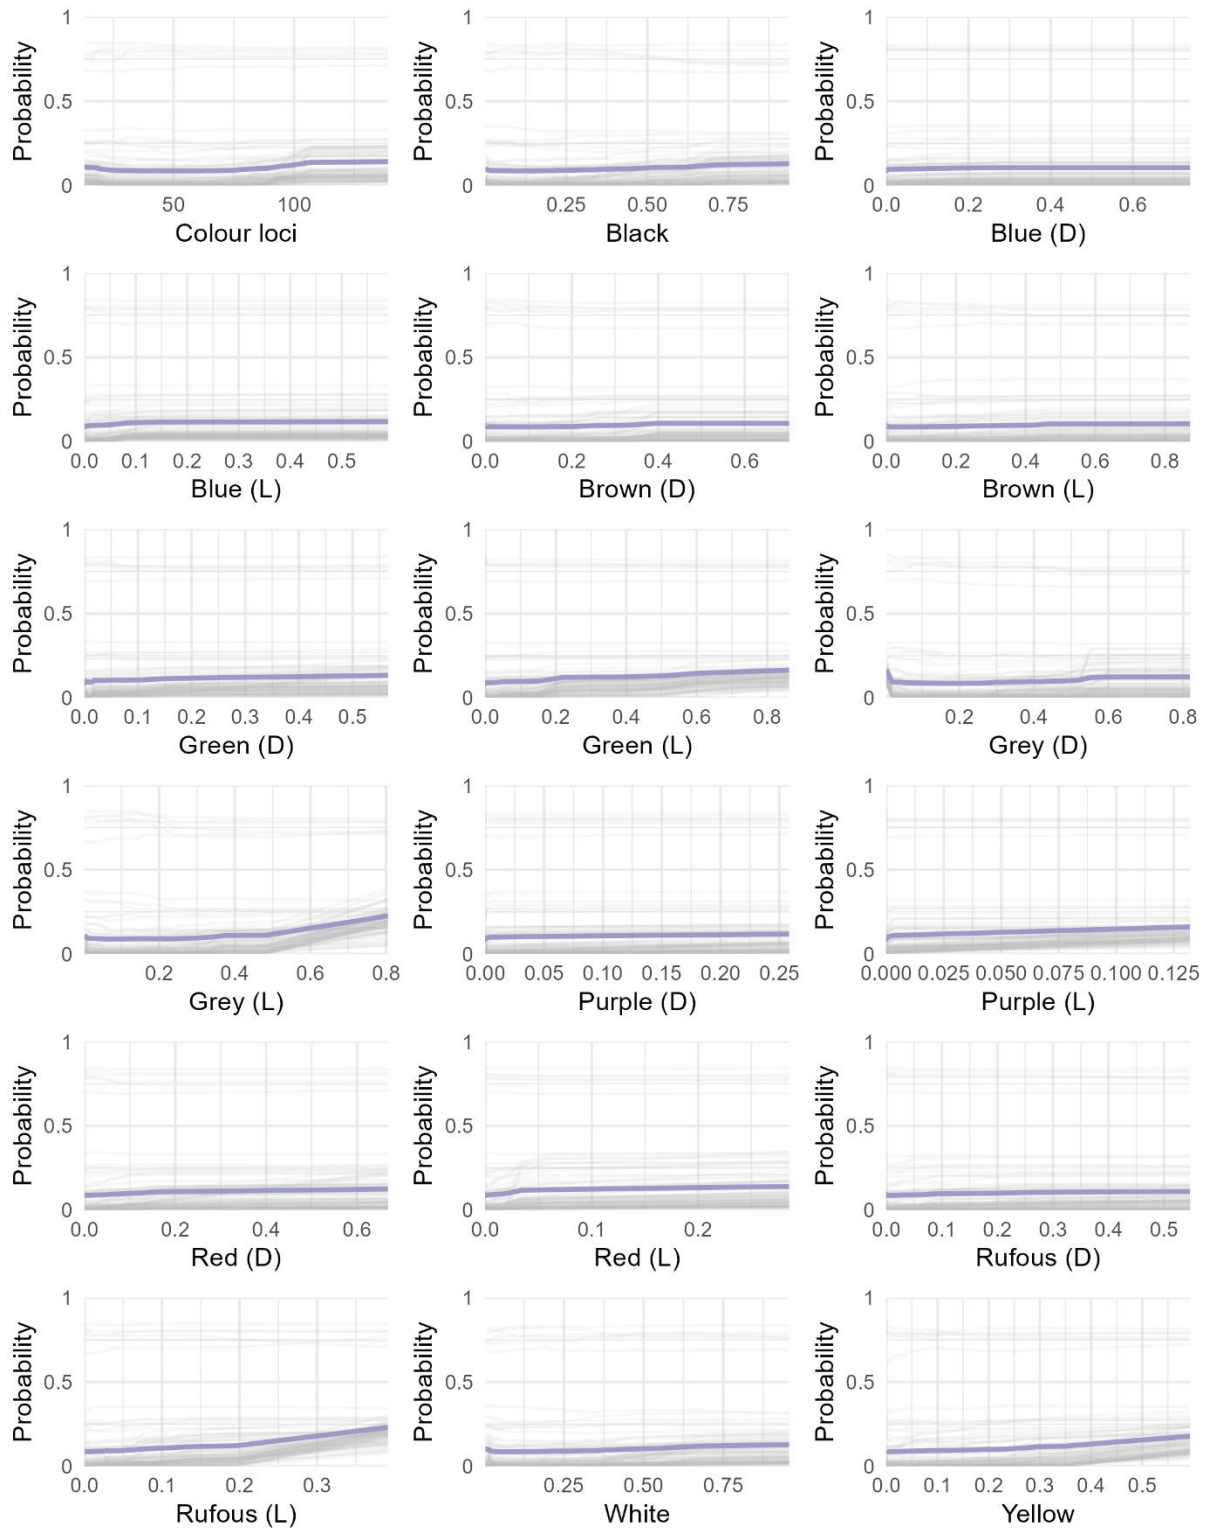 1
1
1
Probability
0.5
Probability
0.5
Probability
0.5
0
0
0
50 100
0.25 0.50 0.75
0.0 0.2 0.4 0.6
Colour loci
Black
Blue (D)
1
1
1
Probability
0.5
Probability
0.5
Probability
0.5
0
0
0
0.0 0.1 0.2 0.3 0.4 0.5
0.0 0.2 0.4 0.6
0.0 0.2 0.4 0.6 0.8
Blue (L)
Brown (D)
Brown (L)
1
1
1
Probability
0.5
Probability
0.5
Probability
0.5
0
0
0
0.0 0.1 0.2 0.3 0.4 0.5
0.0 0.2 0.4 0.6 0.8
0.2 0.4 0.6 0.8
Green (D)
Green (L)
Grey (D)
1
1
1
Probability
0.5
Probability
0.5
Probability
0.5
0
0
0
0.2 0.4 0.6 0.8
0.00 0.05 0.10 0.15 0.20 0.25
0.000 0.025 0.050 0.075 0.100 0.125
Grey (L)
Purple (D)
Purple (L)
1
1
1
Probability
0.5
Probability
0.5
Probability
0.5
0
0
0
0.0 0.2 0.4 0.6
0.0 0.1 0.2
0.0 0.1 0.2 0.3 0.4 0.5
Red (D)
Red (L)
Rufous (D)
1
1
1
Probability
0.5
Probability
0.5
Probability
0.5
0
0
0
0.0 0.1 0.2 0.3
0.25 0.50 0.75
0.0 0.1 0.2 0.3 0.4 0.5
Rufous (L)
White
Yellow